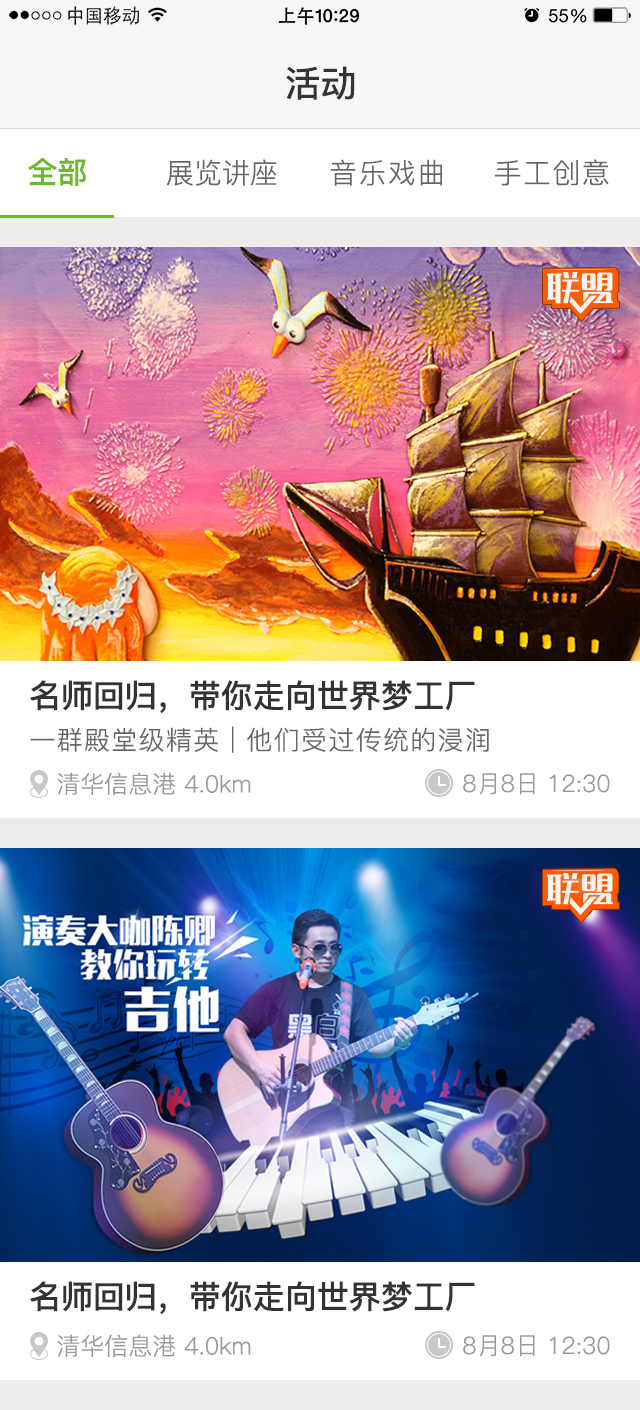 中国移动 上午10:29 55%
活动
全部 展览讲座 音乐戏曲 手工创意
联盟
名师回归，带你走向世界梦工厂
一群殿堂级精英｜他们受过传统的浸润
清华信息港 4.0km 8月8日 12:30
联盟
演奏大咖陈卿
教你玩转
吉他
黑白
名师回归，带你走向世界梦工厂
清华信息港 4.0km 8月8日 12:30